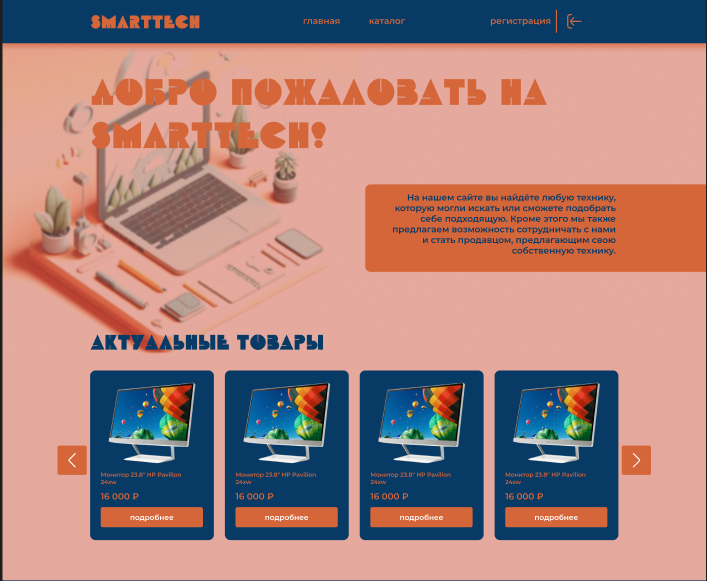 SMARTTECH
главная
каталог
регистрация
ДОБРО ПОЖАЛОВАТЬ НА
SMARTTECH!
На нашем сайте вы найдёте любую технику,
которую могли искать или сможете подобрать
себе подходящую. Кроме этого мы также
предлагаем возможность сотрудничать с нами
и стать продавцом, предлагающим свою
собственную технику.
АКТУАЛЬНЫЕ ТОВАРЫ
Монитор 23.8" HP Pavilion
24xw
16 000 ₽
подробнее
Монитор 23.8" HP Pavilion
24xw
16 000 ₽
подробнее
Монитор 23.8" HP Pavilion
24xw
16 000 ₽
подробнее
Монитор 23.8" HP Pavilion
24xw
16 000 ₽
подробнее